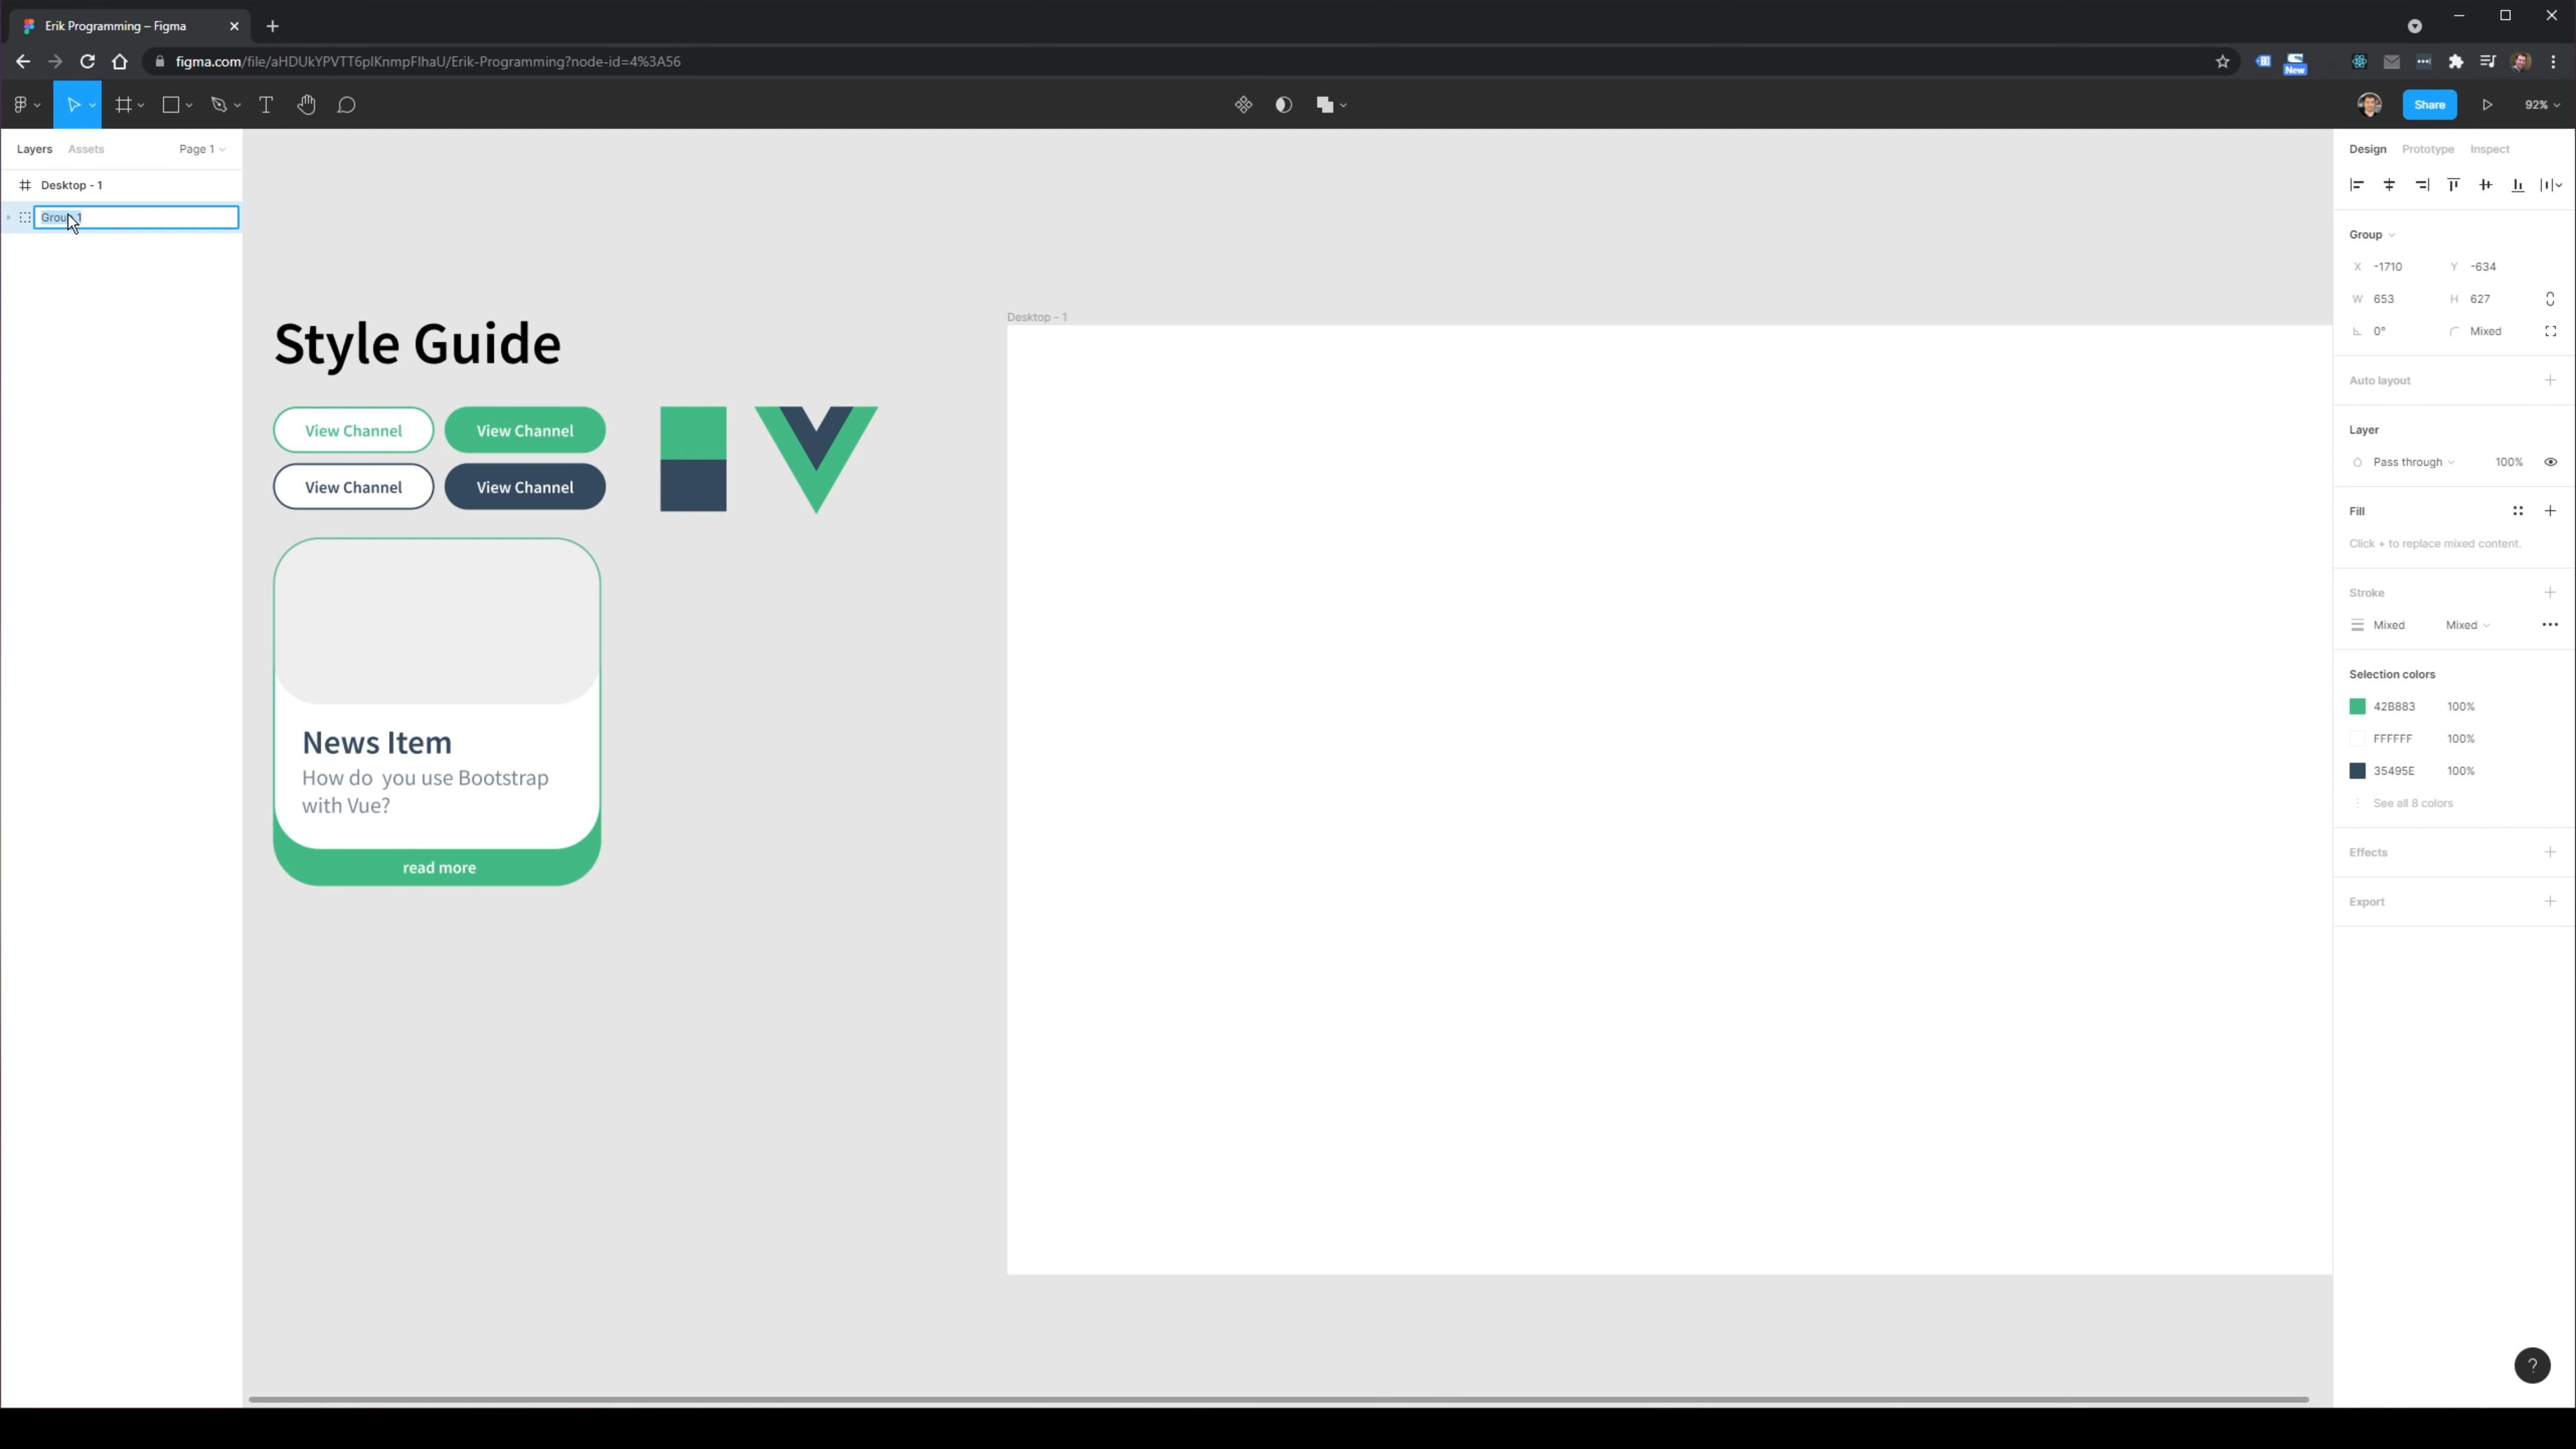 Erik Programming – Figma
figma.com/file/aHDUkYPVTT6plKnmpFlhaU/Erik-Programming?node-id=4%3A56
New
T
Share
92%
Layers
Assets
Page 1
Design
Prototype
Inspect
Desktop - 1
Group 1
Group
X -1710
Y -634
W 653
H 627
0°
Mixed
Auto layout
Layer
Pass through
100%
Fill
Click + to replace mixed content.
Stroke
Mixed
Mixed
Selection colors
42B883 100%
FFFFFF 100%
35495E 100%
See all 8 colors
Effects
Export
Desktop - 1
Style Guide
View Channel
View Channel
View Channel
View Channel
News Item
How do  you use Bootstrap
with Vue?
read more
?